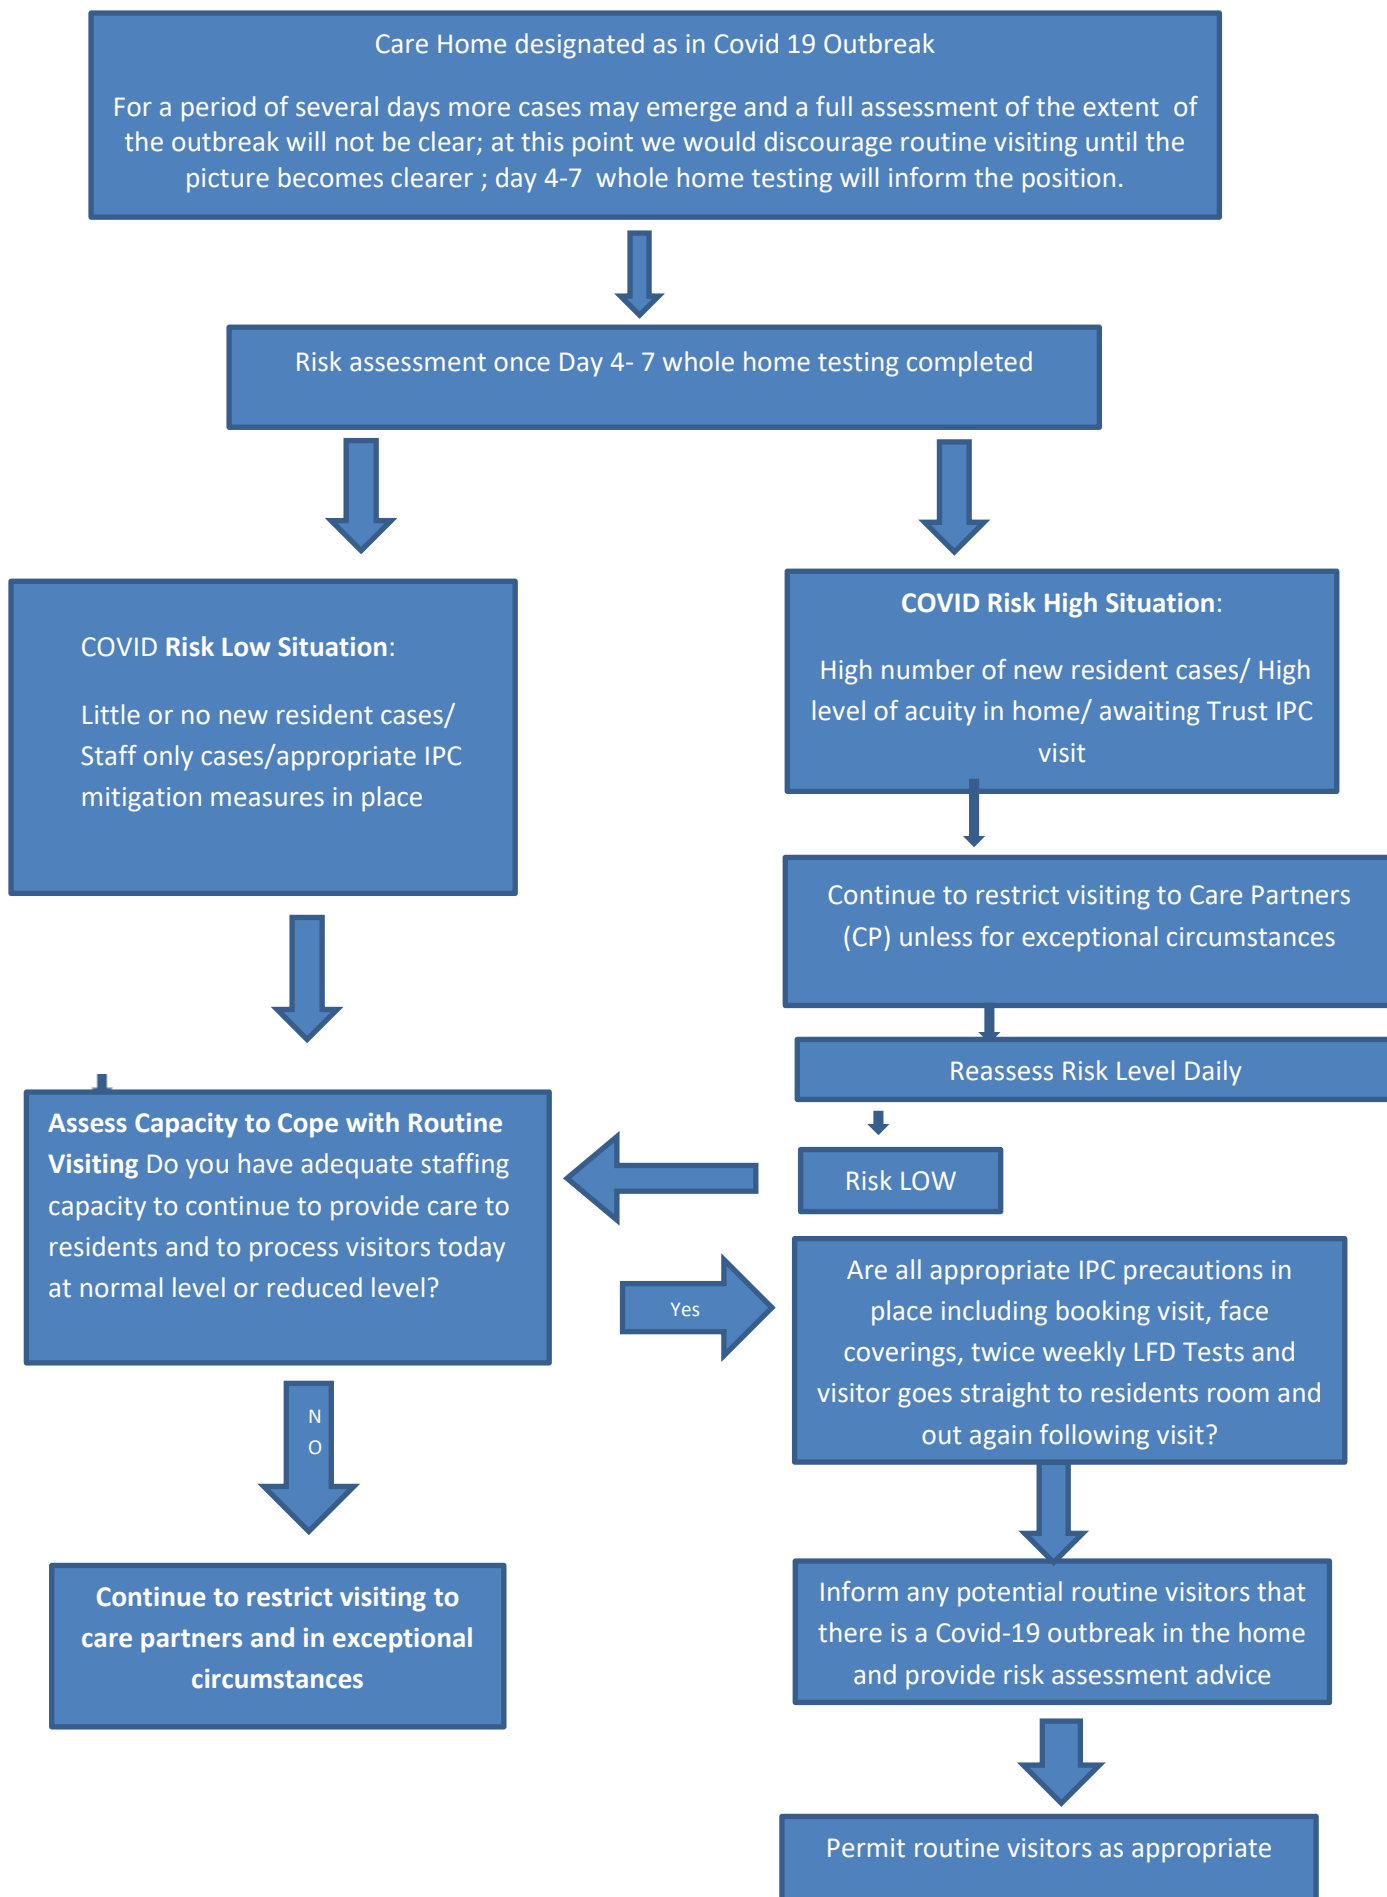 Care Home designated as in Covid 19 Outbreak
For a period of several days more cases may emerge and a full assessment of the extent of
the outbreak will not be clear; at this point we would discourage routine visiting until the
picture becomes clearer ; day 4-7 whole home testing will inform the position.
Risk assessment once Day 4- 7 whole home testing completed
COVID Risk Low Situation:
Little or no new resident cases/
Staff only cases/appropriate IPC
mitigation measures in place
COVID Risk High Situation:
High number of new resident cases/ High
level of acuity in home/ awaiting Trust IPC
visit
Continue to restrict visiting to Care Partners
(CP) unless for exceptional circumstances
Reassess Risk Level Daily
Risk LOW
Assess Capacity to Cope with Routine
Visiting Do you have adequate staffing
capacity to continue to provide care to
residents and to process visitors today
at normal level or reduced level?
Yes
Are all appropriate IPC precautions in
place including booking visit, face
coverings, twice weekly LFD Tests and
visitor goes straight to residents room and
out again following visit?
N
O
Continue to restrict visiting to
care partners and in exceptional
circumstances
Inform any potential routine visitors that
there is a Covid-19 outbreak in the home
and provide risk assessment advice
Permit routine visitors as appropriate